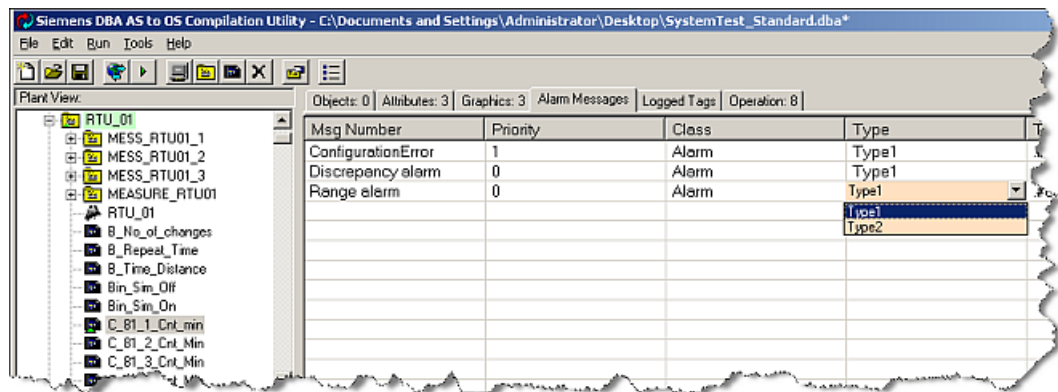 Siemens DBA AS to OS Compilation Utility - C:\Documents and Settings\Administrator\Desktop\SystemTest_Standard.dba*
File Edit Run Tools Help
Plant View:
Objects: 0 Attributes: 3 Graphics: 3 Alarm Messages Logged Tags Operation: 8
RTU_01
MESS_RTU01_1
MESS_RTU01_2
MESS_RTU01_3
MEASURE_RTU01
RTU_01
B_No_of_changes
B_Repeat_Time
B_Time_Distance
Bin_Sim_Off
Bin_Sim_On
C_81_1_Cnt_min
C_81_2_Cnt_Min
C_81_3_Cnt_Min
Msg Number Priority Class Type
ConfigurationError 1 Alarm Type1
Discrepancy alarm 0 Alarm Type1
Range alarm 0 Alarm Type1
Type1
Type2